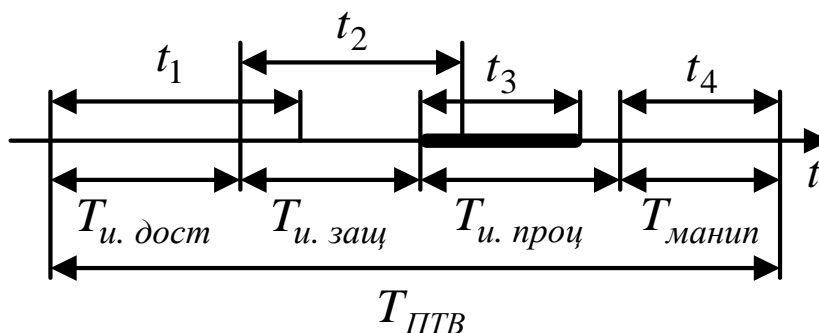 t2
t1
t3
t4
t
Tи. дост
Tи. защ
Tи. проц
Tманип
TПТВ